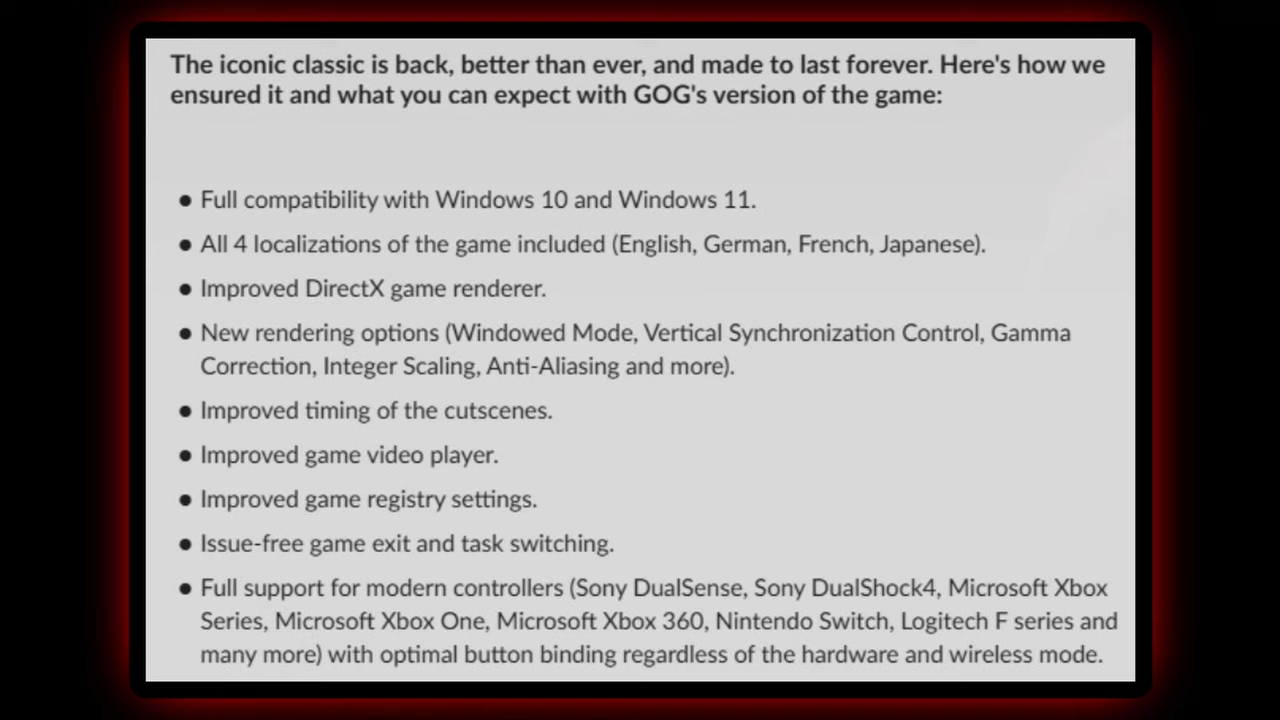 The iconic classic is back, better than ever, and made to last forever. Here's how we
ensured it and what you can expect with GOG's version of the game:
● Full compatibility with Windows 10 and Windows 11.
● All 4 localizations of the game included (English, German, French, Japanese).
● Improved DirectX game renderer.
● New rendering options (Windowed Mode, Vertical Synchronization Control, Gamma
Correction, Integer Scaling, Anti-Aliasing and more).
● Improved timing of the cutscenes.
● Improved game video player.
● Improved game registry settings.
● Issue-free game exit and task switching.
● Full support for modern controllers (Sony DualSense, Sony DualShock4, Microsoft Xbox
Series, Microsoft Xbox One, Microsoft Xbox 360, Nintendo Switch, Logitech F series and
many more) with optimal button binding regardless of the hardware and wireless mode.